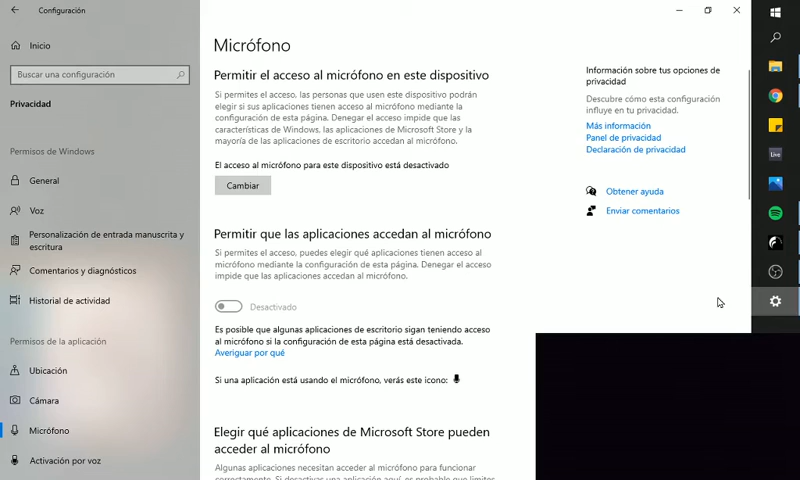 Configuración
Inicio
Buscar una configuración
Privacidad
Permisos de Windows
General
Voz
Personalización de entrada manuscrita y
escritura
Comentarios y diagnósticos
Historial de actividad
Permisos de la aplicación
Ubicación
Cámara
Micrófono
Activación por voz
Micrófono
Permitir el acceso al micrófono en este dispositivo
Si permites el acceso, las personas que usen este dispositivo podrán
elegir si sus aplicaciones tienen acceso al micrófono mediante la
configuración de esta página. Denegar el acceso impide que las
características de Windows, las aplicaciones de Microsoft Store y la
mayoría de las aplicaciones de escritorio accedan al micrófono.
El acceso al micrófono para este dispositivo está desactivado
Cambiar
Permitir que las aplicaciones accedan al micrófono
Si permites el acceso, puedes elegir qué aplicaciones tienen acceso al
micrófono mediante la configuración de esta página. Denegar el acceso
impide que las aplicaciones accedan al micrófono.
Desactivado
Es posible que algunas aplicaciones de escritorio sigan teniendo acceso
al micrófono si la configuración de esta página está desactivada.
Averiguar por qué
Si una aplicación está usando el micrófono, verás este icono:
Elegir qué aplicaciones de Microsoft Store pueden
acceder al micrófono
Algunas aplicaciones necesitan acceder al micrófono para funcionar
correctamente. Si desactivas una aplicación aquí, es probable que limites
Información sobre tus opciones de
privacidad
Descubre cómo esta configuración
influye en tu privacidad.
Más información
Panel de privacidad
Declaración de privacidad
Obtener ayuda
Enviar comentarios
Live